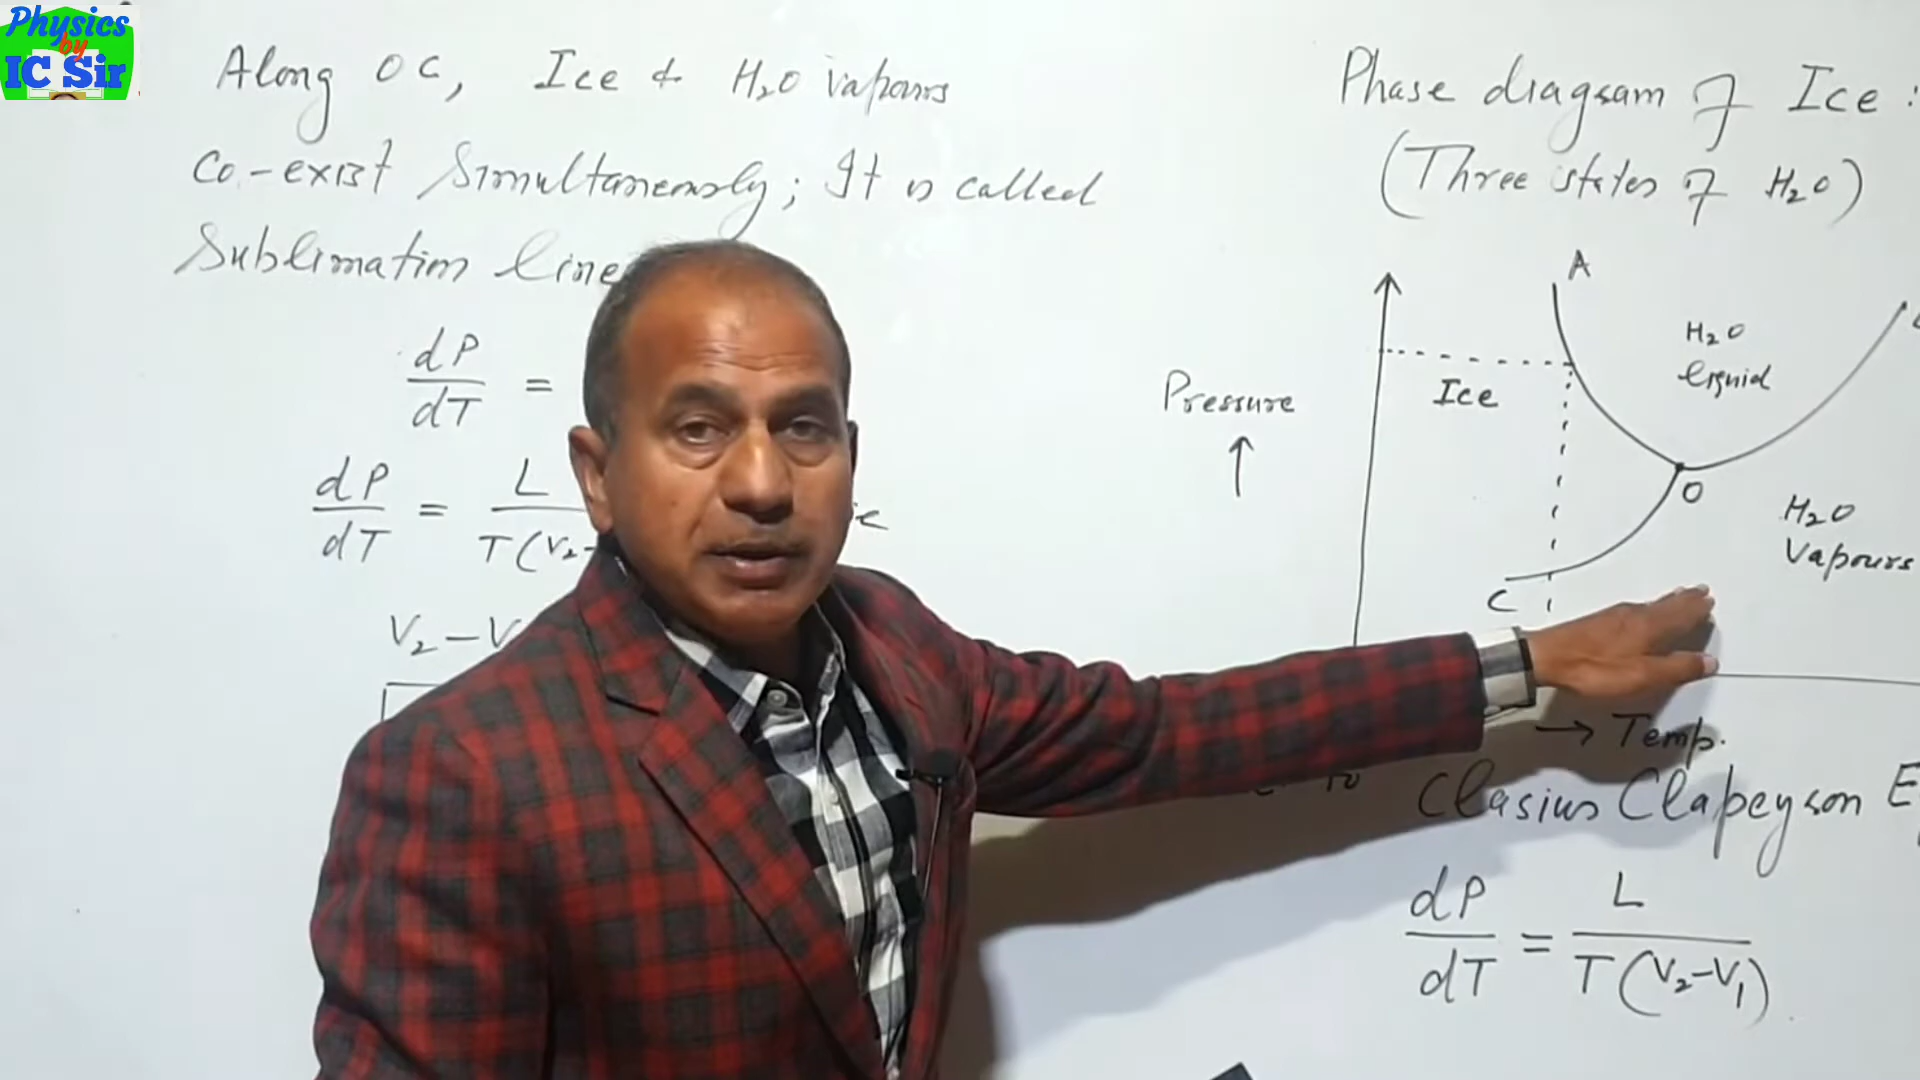 Physics
by
IC Sir
Along OC, Ice & H₂O vapours
Co-exist Simultaneously; It is called
Sublimation line
dP/dT =
dP/dT = L/T(V₂-
V₂ - V
Phase diagram of Ice :
(Three states of H₂O)
A
H₂O
liquid
Ice
Pressure
↑
O
H₂O
Vapours
C
→ Temp.
Clasius Clapeyron E
dP/dT = L/T(V₂-V₁)